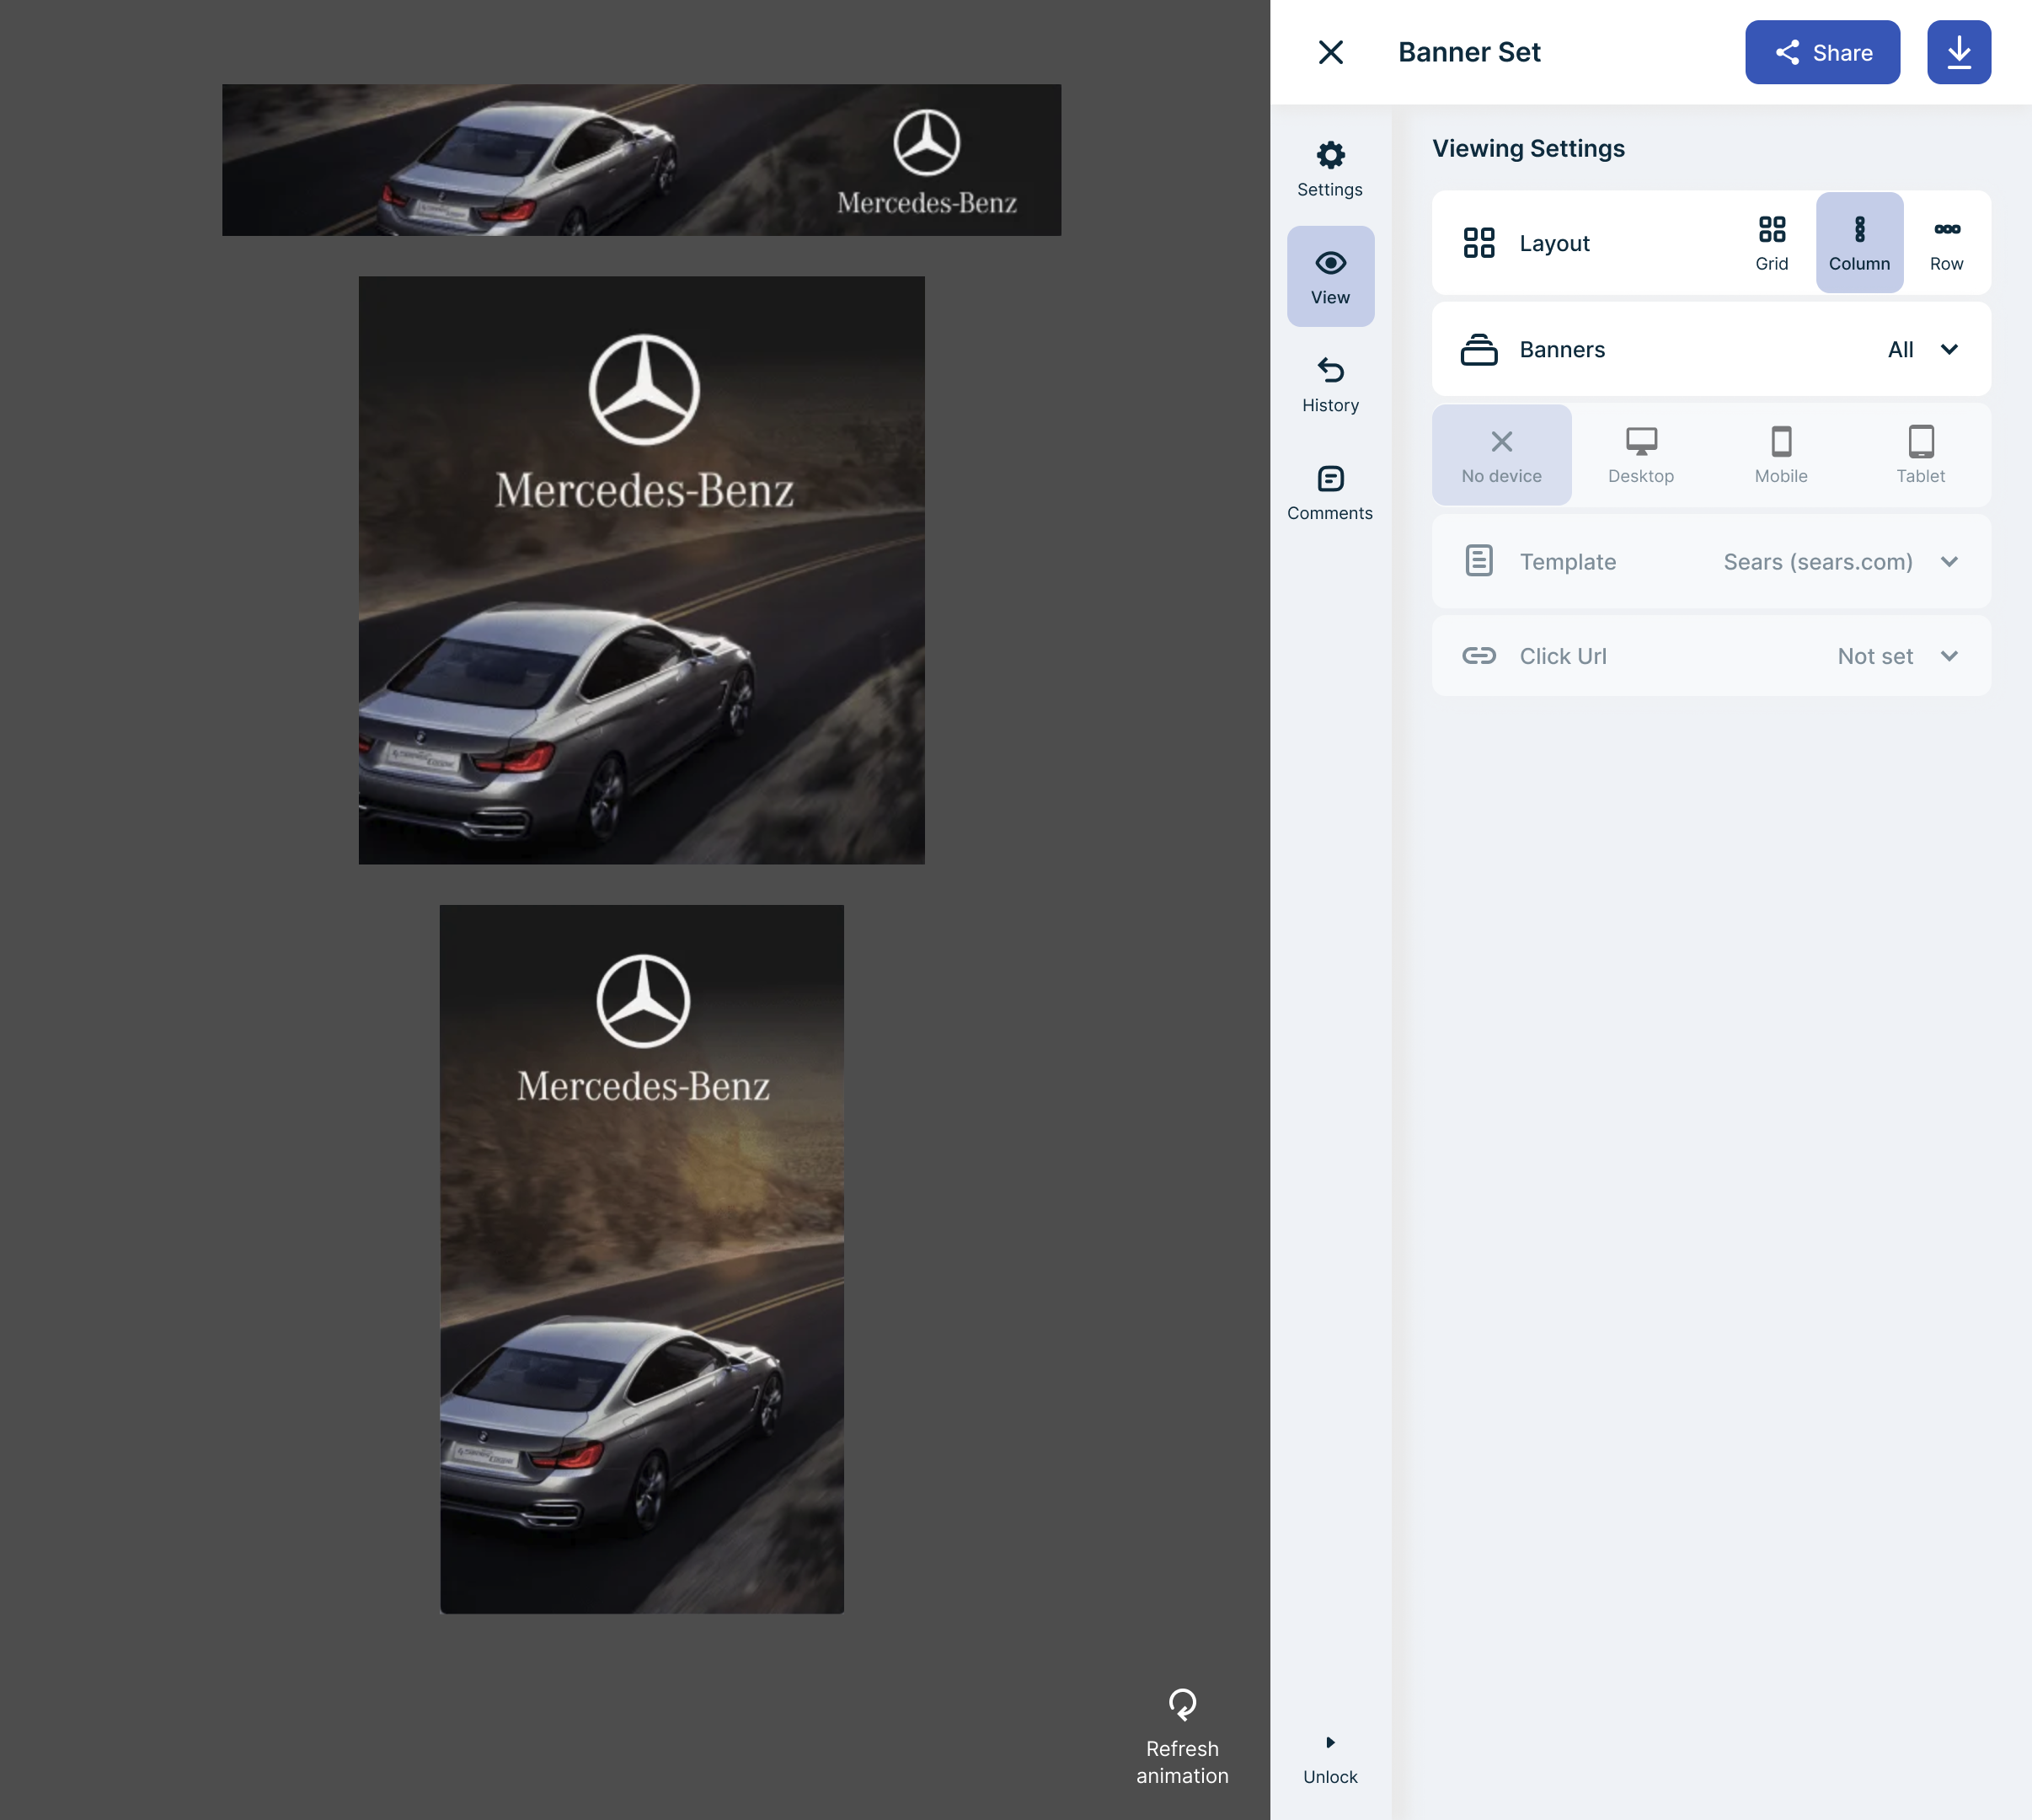 Mercedes-Benz
Mercedes-Benz
Mercedes-Benz
Refresh
animation
Banner Set
Share
Settings
View
History
Comments
Unlock
Viewing Settings
Layout
Grid
Column
Row
Banners
All
No device
Desktop
Mobile
Tablet
Template
Sears (sears.com)
Click Url
Not set